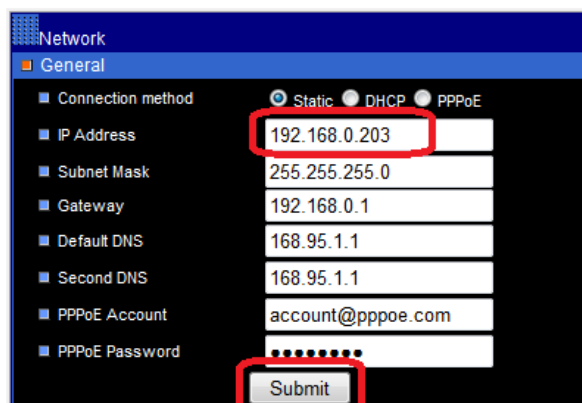 Network
General
Connection method Static DHCP PPPoE
IP Address 192.168.0.203
Subnet Mask 255.255.255.0
Gateway 192.168.0.1
Default DNS 168.95.1.1
Second DNS 168.95.1.1
PPPoE Account account@pppoe.com
PPPoE Password ●●●●●●●●
Submit